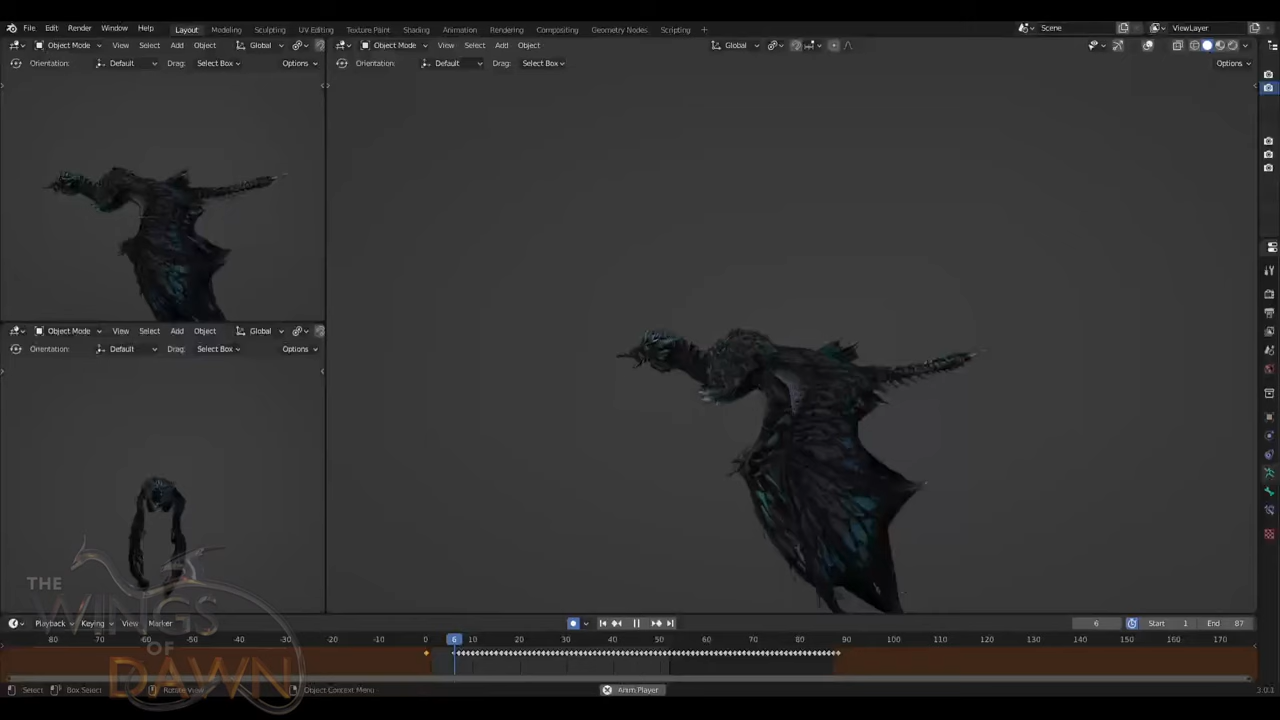 File Edit Render Window Help Layout Modeling Sculpting UV Editing Texture Paint Shading Animation Rendering Compositing Geometry Nodes Scripting + Scene ViewLayer
Object Mode View Select Add Object Global Object Mode View Select Add Object Global
Orientation: Default Drag: Select Box Options Orientation: Default Drag: Select Box Options
Object Mode View Select Add Object Global
Orientation: Default Drag: Select Box Options
THE
WINGS
OF
DAWN
Playback Keying View Marker 6 Start 1 End 87
80 -70 -60 -50 -40 -30 -20 -10 0 6 10 20 30 40 50 60 70 80 90 100 110 120 130 140 150 160 170
Select Box Select Rotate View Object Context Menu Anim Player 3.0.1